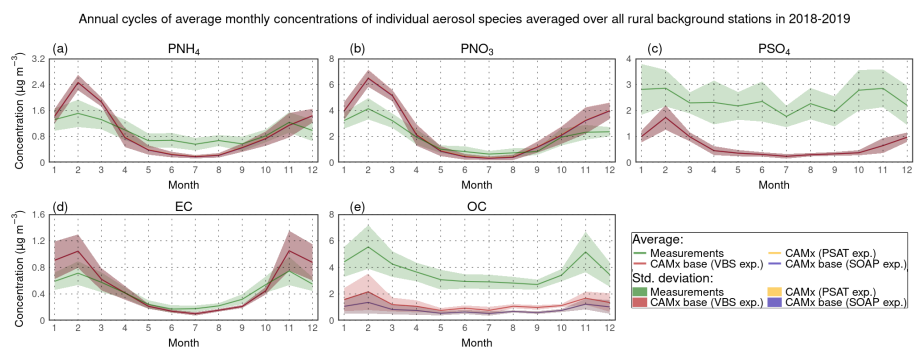 Annual cycles of average monthly concentrations of individual aerosol species averaged over all rural background stations in 2018-2019
(a) PNH4 (b) PNO3 (c) PSO4
Concentration (μg m−3)
3.2 2.4 1.6 0.8 0
8 6 4 2 0
4 3 2 1 0
1 2 3 4 5 6 7 8 9 10 11 12
1 2 3 4 5 6 7 8 9 10 11 12
1 2 3 4 5 6 7 8 9 10 11 12
Month Month Month
(d) EC (e) OC
Concentration (μg m−3)
1.6 1.2 0.8 0.4 0
8 6 4 2 0
1 2 3 4 5 6 7 8 9 10 11 12
1 2 3 4 5 6 7 8 9 10 11 12
Month Month
Average:
Measurements CAMx (PSAT exp.)
CAMx base (VBS exp.) CAMx base (SOAP exp.)
Std. deviation:
Measurements CAMx (PSAT exp.)
CAMx base (VBS exp.) CAMx base (SOAP exp.)